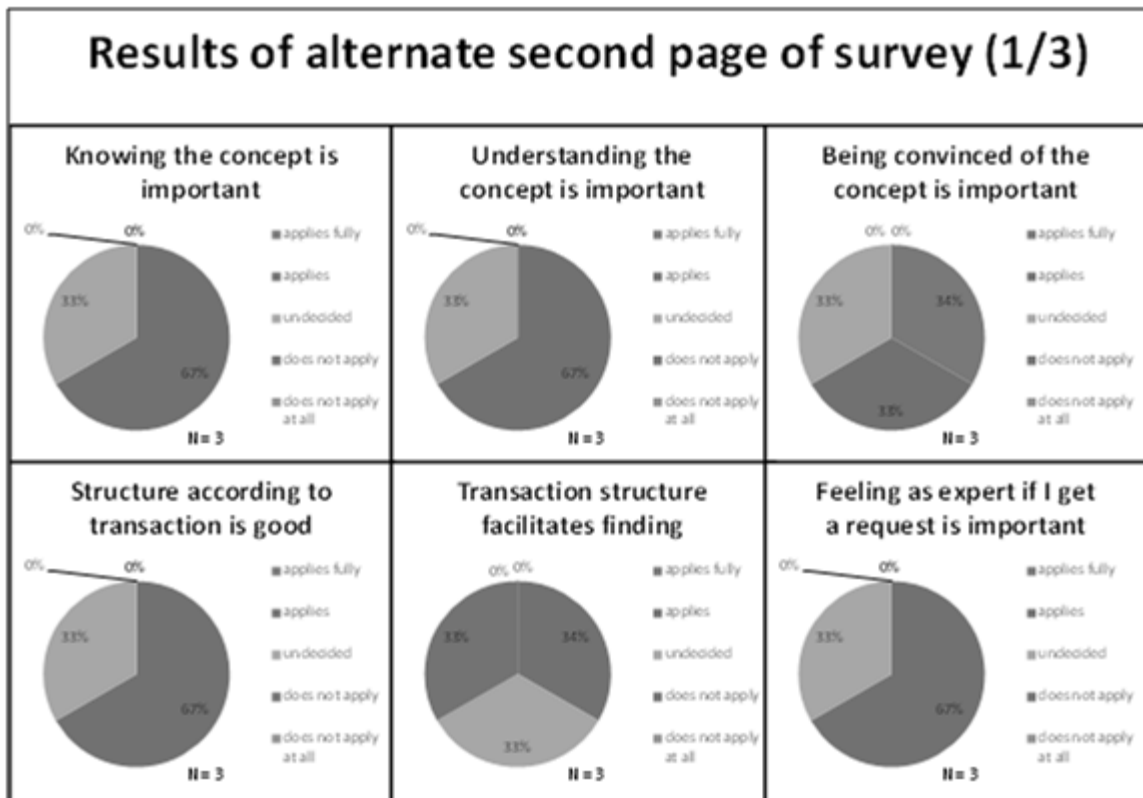 Results of alternate second page of survey (1/3)
Knowing the concept is
important
0%
0%
33%
67%
applies fully
applies
undecided
does not apply
does not apply
at all
N = 3
Understanding the
concept is important
0%
0%
33%
67%
applies fully
applies
undecided
does not apply
does not apply
at all
N = 3
Being convinced of the
concept is important
0% 0%
33%
34%
33%
applies fully
applies
undecided
does not apply
does not apply
at all
N = 3
Structure according to
transaction is good
0%
0%
33%
67%
applies fully
applies
undecided
does not apply
does not apply
at all
N = 3
Transaction structure
facilitates finding
0% 0%
33%
34%
33%
applies fully
applies
undecided
does not apply
does not apply
at all
N = 3
Feeling as expert if I get
a request is important
0%
0%
33%
67%
applies fully
applies
undecided
does not apply
does not apply
at all
N = 3